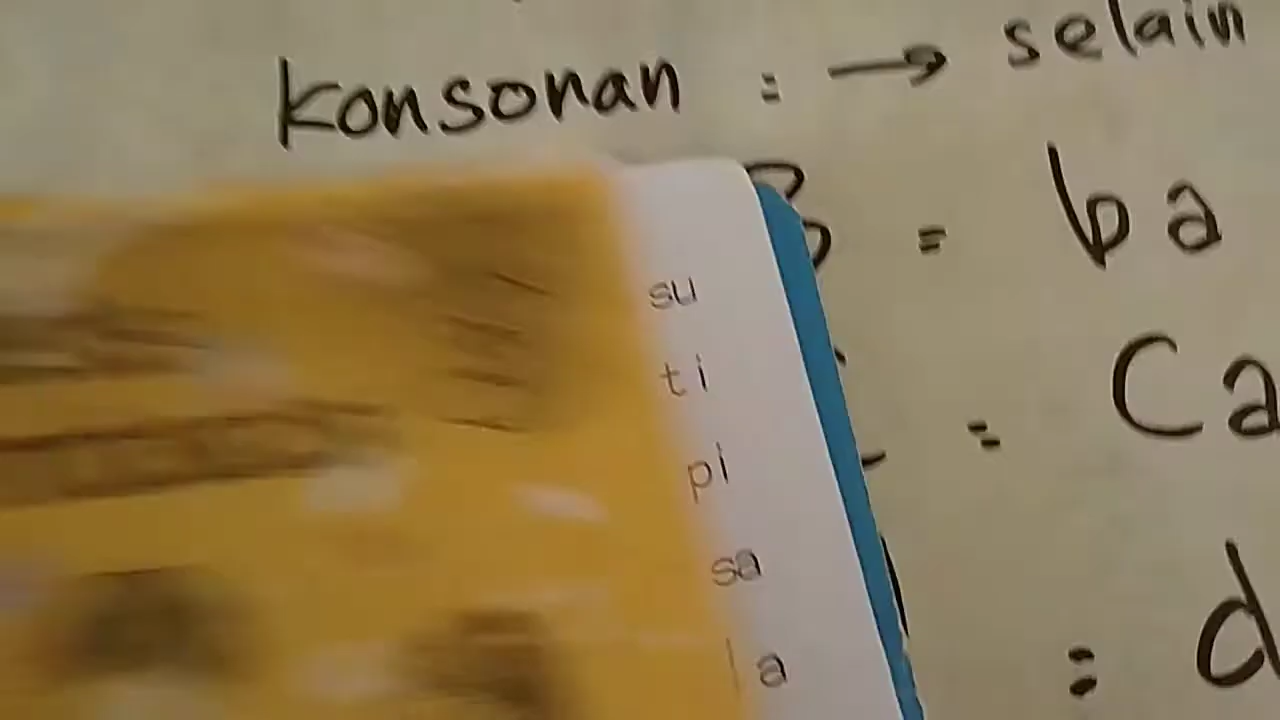 konsonan : → selain
B = ba
su
ti
= Ca
pi
sa
la
= d